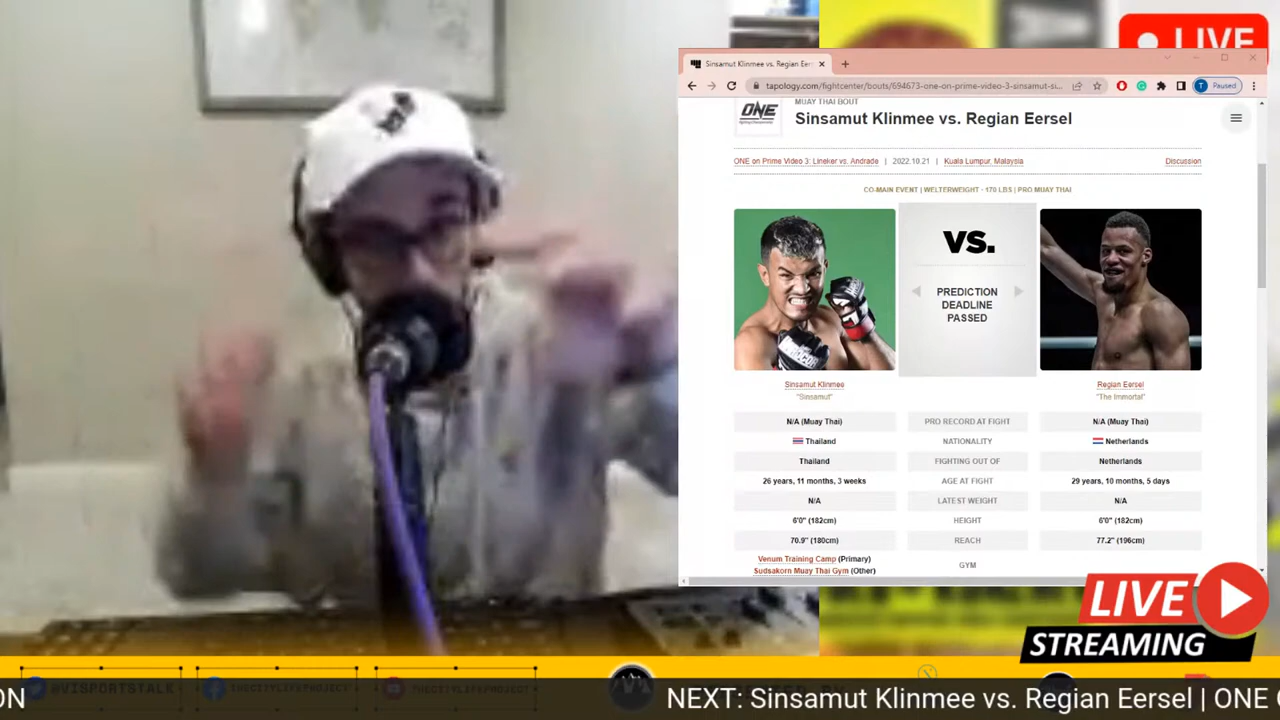 LIVE
Sinsamut Klinmee vs. Regian Eer
tapology.com/fightcenter/bouts/694673-one-on-prime-video-3-sinsamut-si...
T Paused
ONE
MUAY THAI BOUT
Sinsamut Klinmee vs. Regian Eersel
ONE on Prime Video 3: Lineker vs. Andrade | 2022.10.21 | Kuala Lumpur, Malaysia Discussion
CO-MAIN EVENT | WELTERWEIGHT · 170 LBS | PRO MUAY THAI
VS.
PREDICTION
DEADLINE
PASSED
Sinsamut Klinmee Regian Eersel
"Sinsamut" "The Immortal"
N/A (Muay Thai) PRO RECORD AT FIGHT N/A (Muay Thai)
Thailand NATIONALITY Netherlands
Thailand FIGHTING OUT OF Netherlands
26 years, 11 months, 3 weeks AGE AT FIGHT 29 years, 10 months, 5 days
N/A LATEST WEIGHT N/A
6'0" (182cm) HEIGHT 6'0" (182cm)
70.9" (180cm) REACH 77.2" (196cm)
Venum Training Camp (Primary)
Sudsakorn Muay Thai Gym (Other) GYM
LIVE
STREAMING
@VISPORTSTALK THECITYLIFEPROJECT THECITYLIFEPROJECT
ON NEXT: Sinsamut Klinmee vs. Regian Eersel | ONE